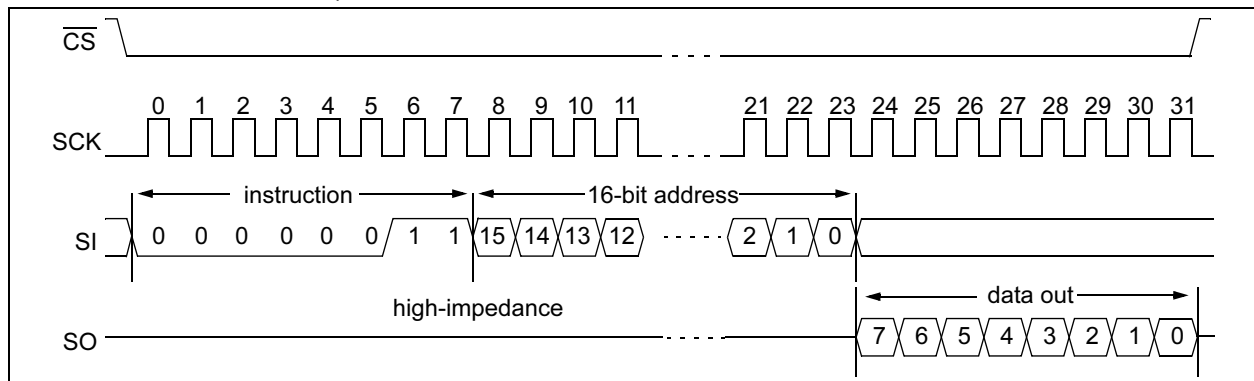 CS
0 1 2 3 4 5 6 7 8 9 10 11 21 22 23 24 25 26 27 28 29 30 31
SCK
instruction 16-bit address
SI 0 0 0 0 0 0 1 1 15 14 13 12 2 1 0
high-impedance data out
SO 7 6 5 4 3 2 1 0